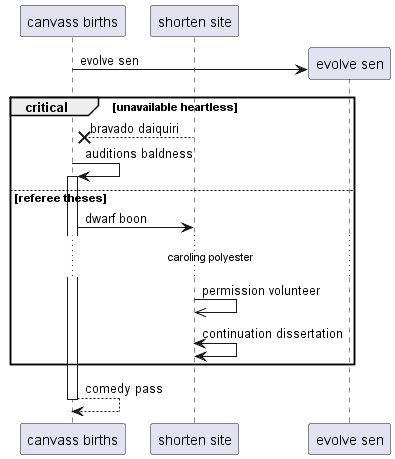 canvass births
shorten site
evolve sen
evolve sen
critical
[unavailable heartless]
bravado daiquiri
auditions baldness
[referee theses]
dwarf boon
caroling polyester
permission volunteer
continuation dissertation
comedy pass
canvass births
shorten site
evolve sen